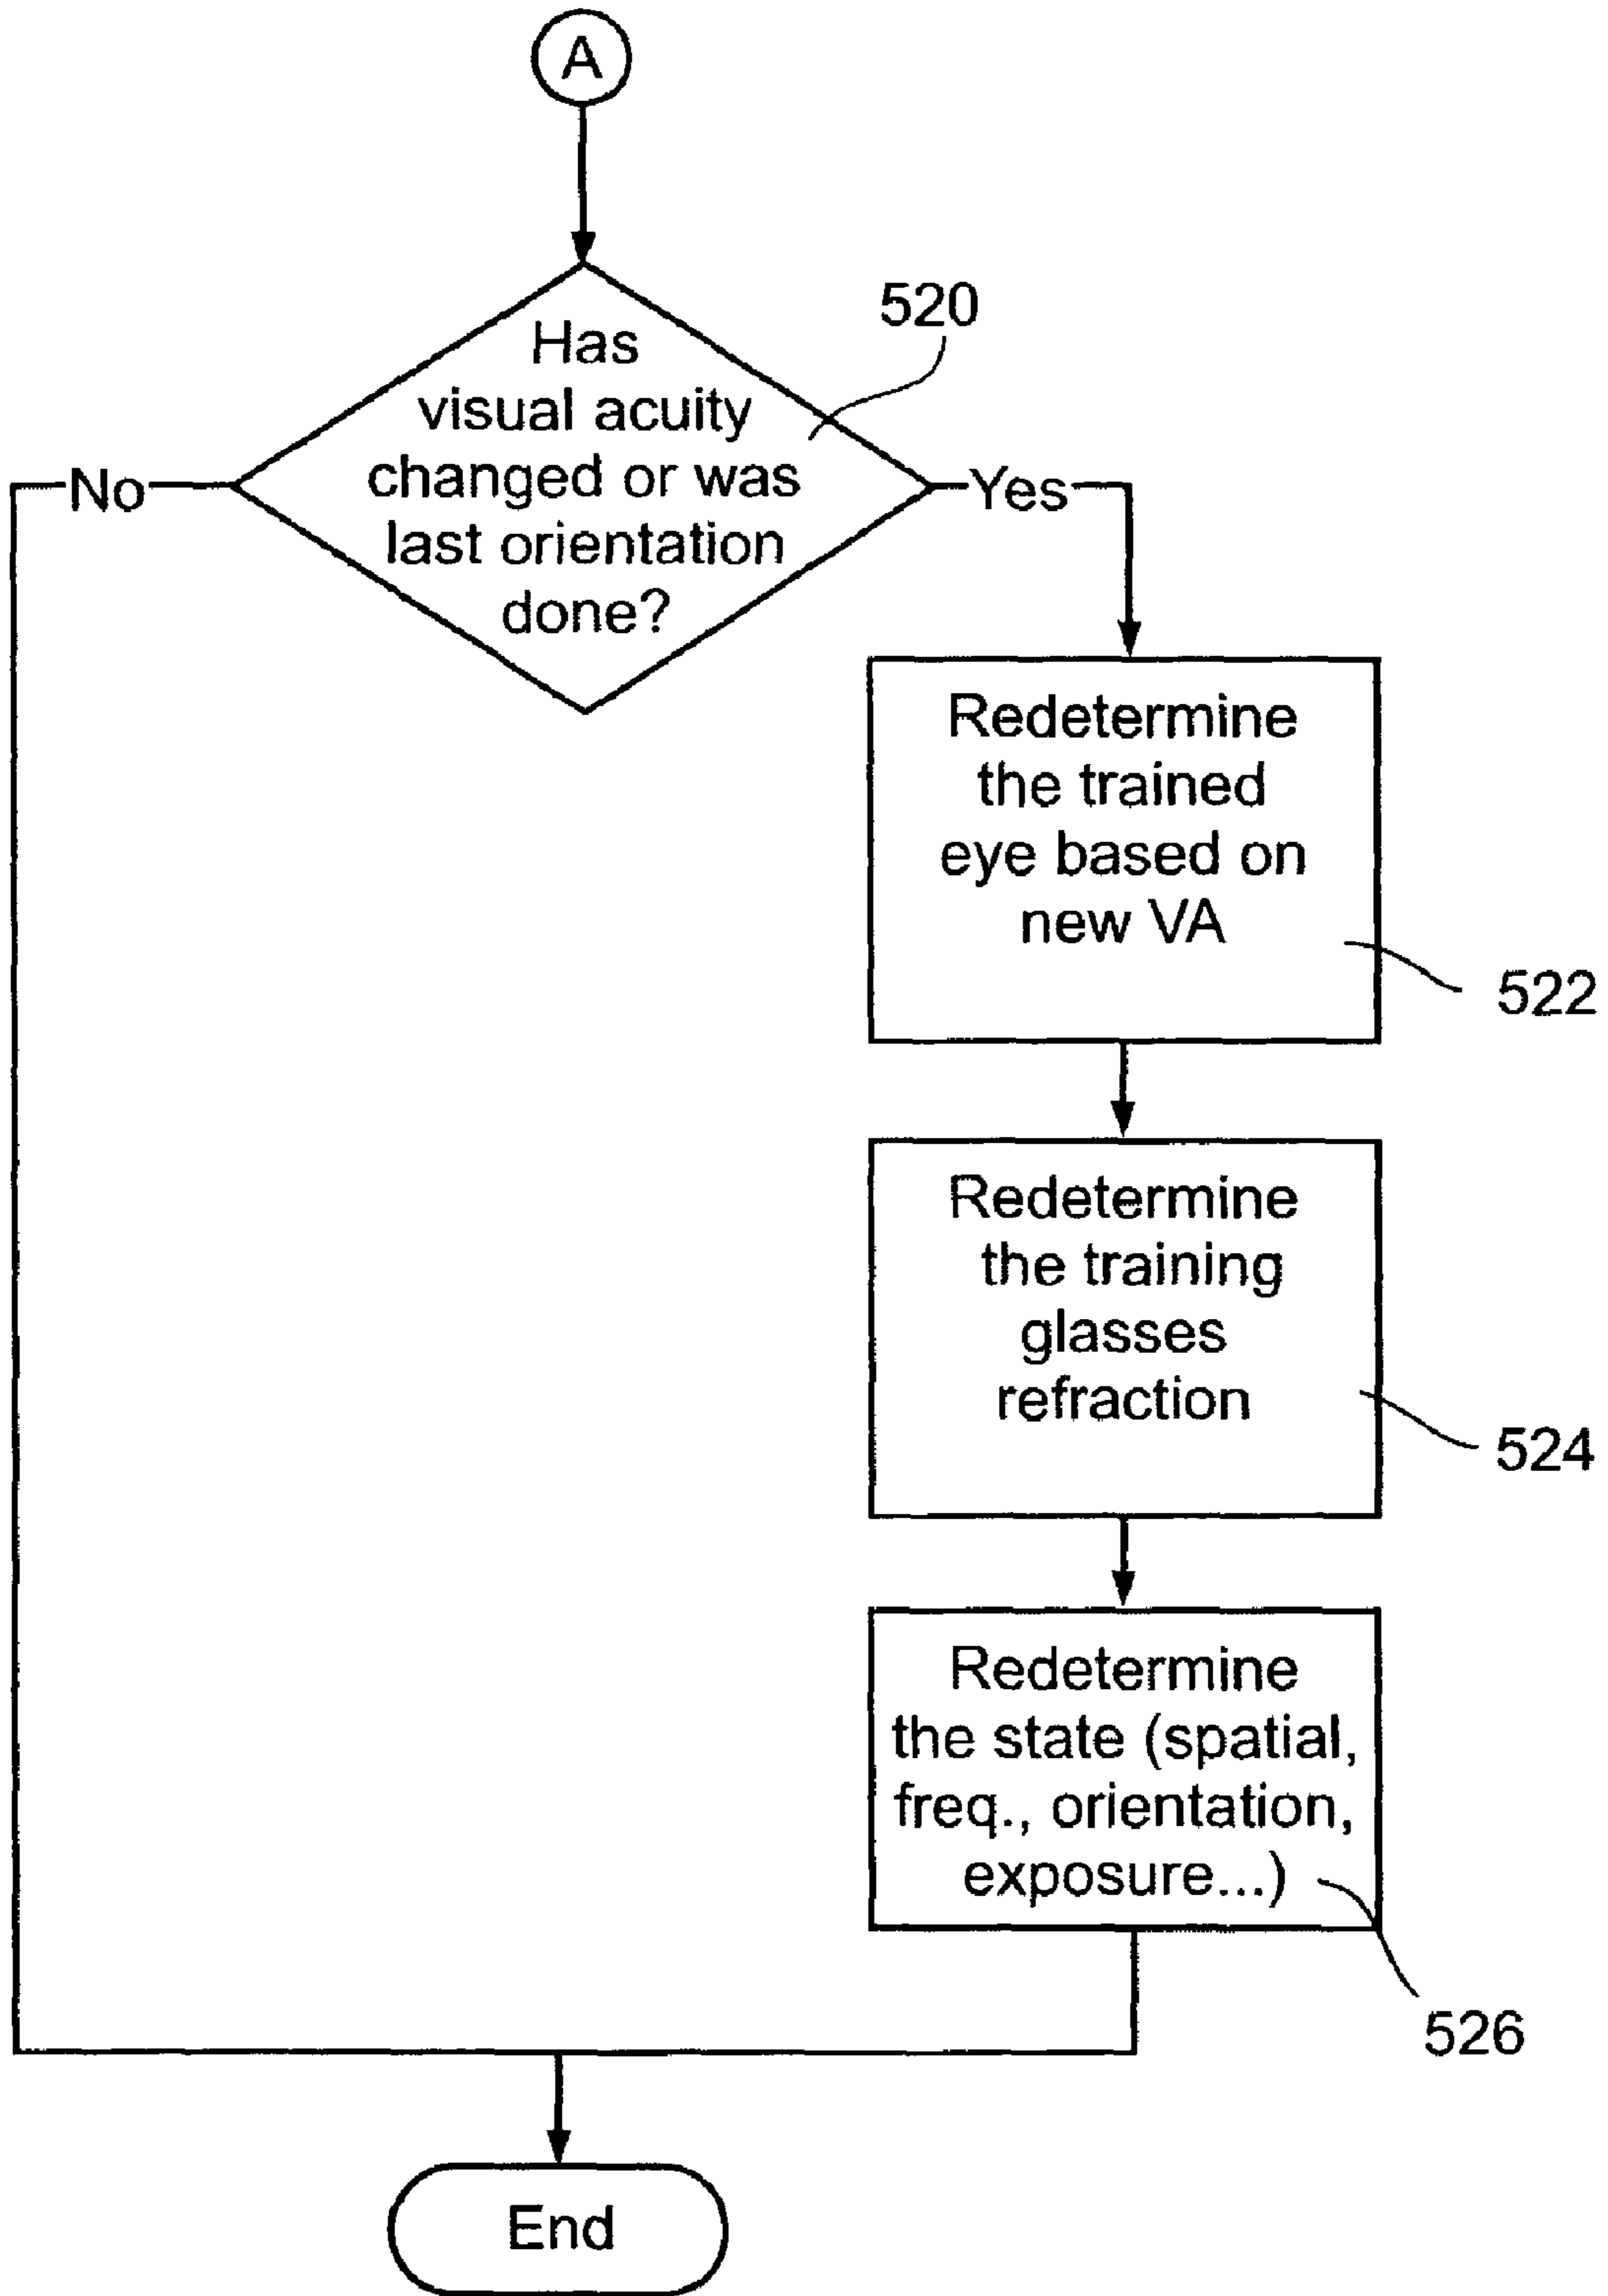 A
520
Has
visual acuity
changed or was
last orientation
done?
No
Yes
Redetermine
the trained
eye based on
new VA
522
Redetermine
the training
glasses
refraction
524
Redetermine
the state (spatial,
freq., orientation,
exposure...)
526
End